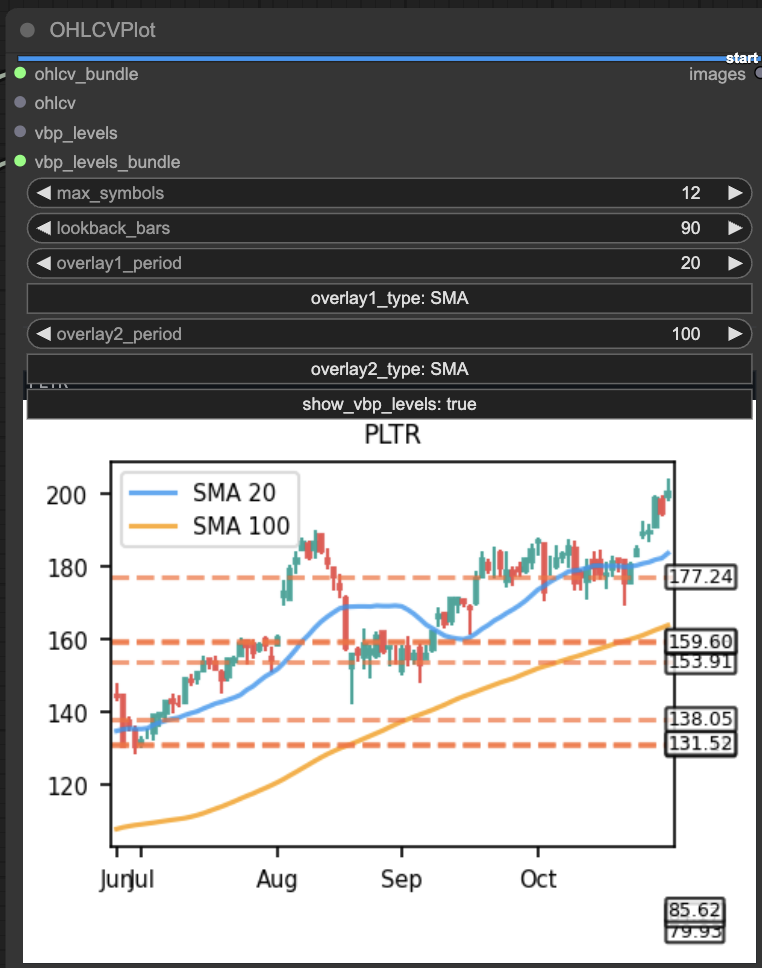 OHLCVPlot
start
ohlcv_bundle
images
ohlcv
vbp_levels
vbp_levels_bundle
max_symbols 12
lookback_bars 90
overlay1_period 20
overlay1_type: SMA
overlay2_period 100
overlay2_type: SMA
PLTR
show_vbp_levels: true
PLTR
SMA 20
SMA 100
200
180
160
140
120
177.24
159.60
153.91
138.05
131.52
Jun
Jul
Aug
Sep
Oct
85.62
79.93